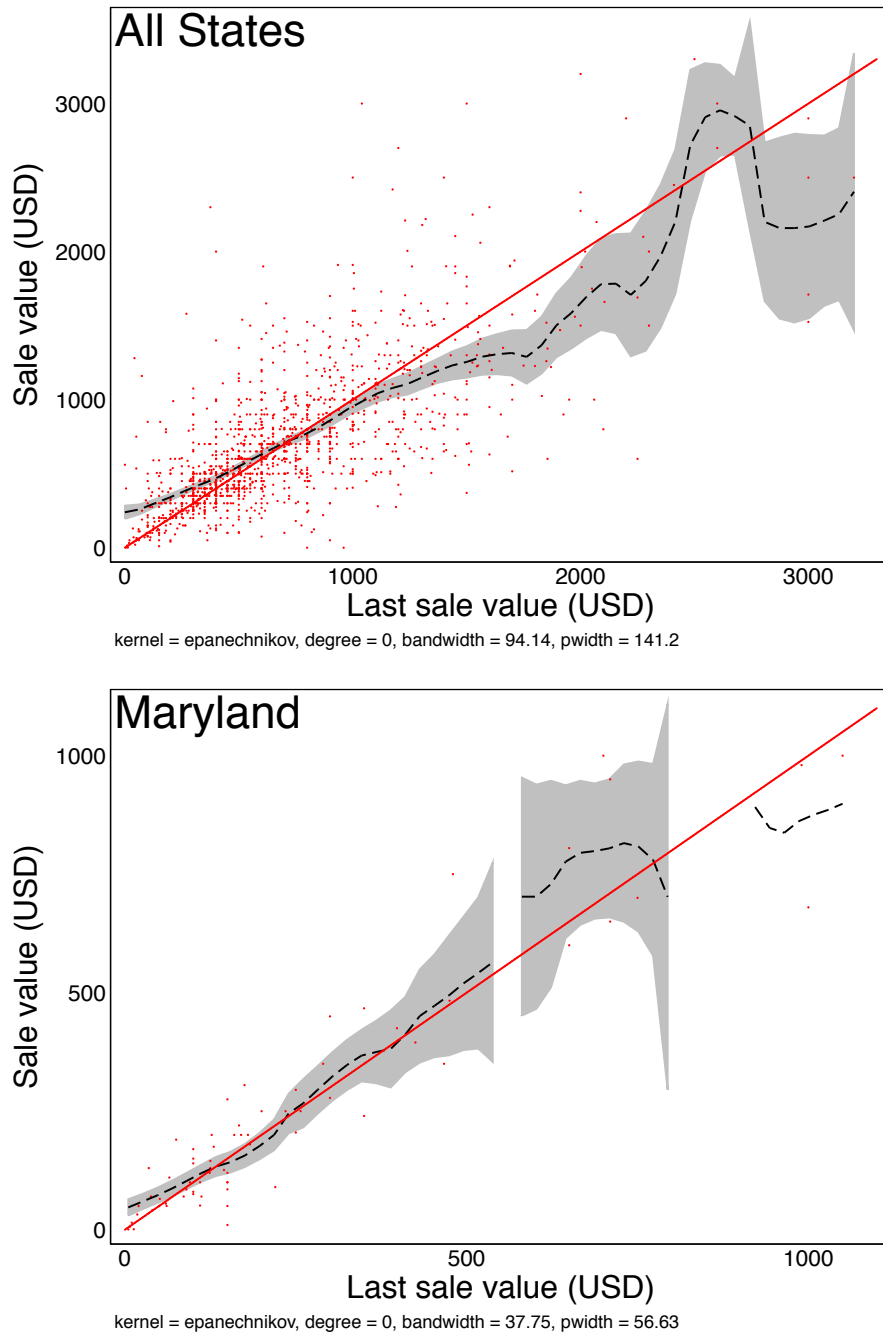 All States
Sale value (USD)
3000
2000
1000
0
0 1000 2000 3000
Last sale value (USD)
kernel = epanechnikov, degree = 0, bandwidth = 94.14, pwidth = 141.2
Maryland
Sale value (USD)
1000
500
0
0 500 1000
Last sale value (USD)
kernel = epanechnikov, degree = 0, bandwidth = 37.75, pwidth = 56.63